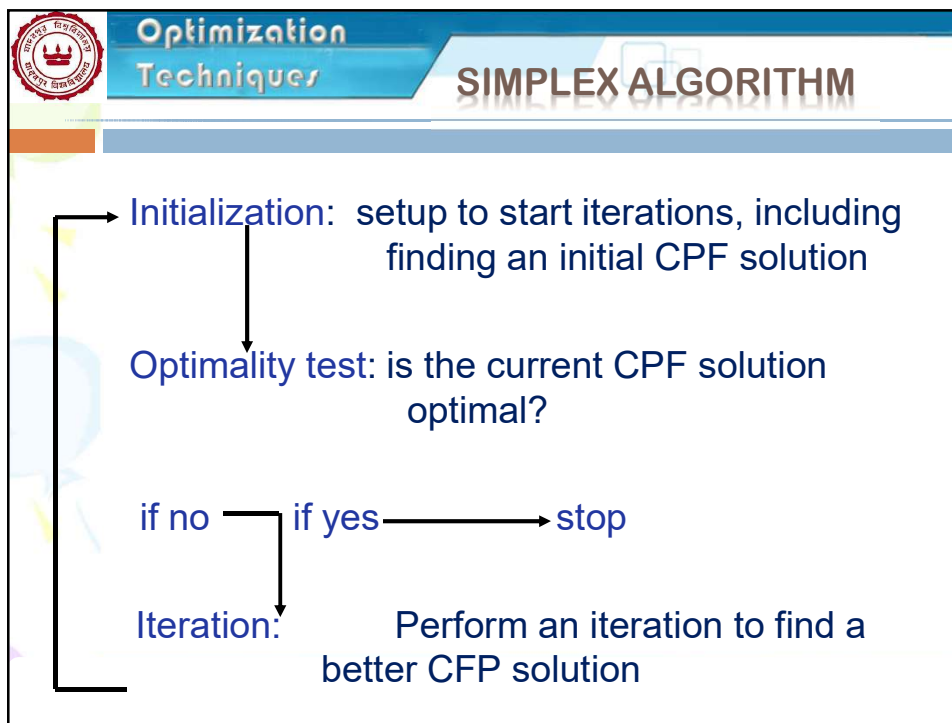 Optimization
Techniques
SIMPLEX ALGORITHM
Initialization: setup to start iterations, including
finding an initial CPF solution
Optimality test: is the current CPF solution
optimal?
if no if yes stop
Iteration: Perform an iteration to find a
better CFP solution